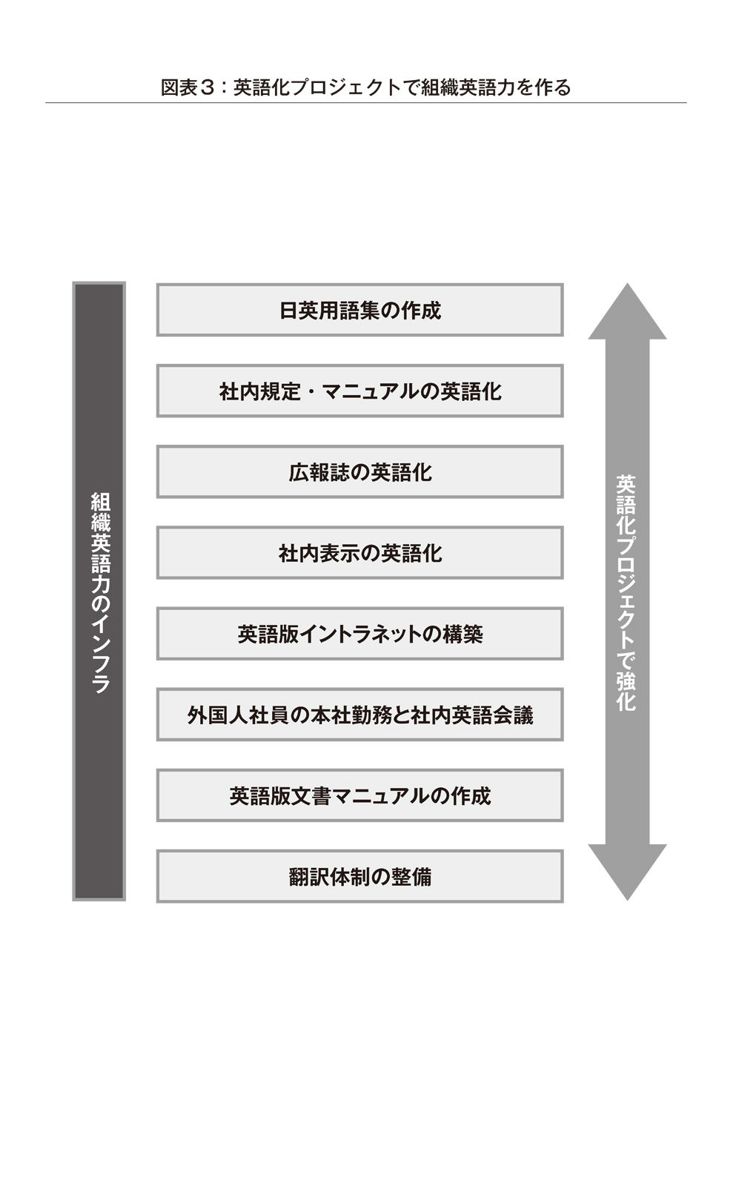 図表3：英語化プロジェクトで組織英語力を作る
組織英語力のインフラ
日英用語集の作成
社内規定・マニュアルの英語化
広報誌の英語化
社内表示の英語化
英語版イントラネットの構築
外国人社員の本社勤務と社内英語会議
英語版文書マニュアルの作成
翻訳体制の整備
英語化プロジェクトで強化